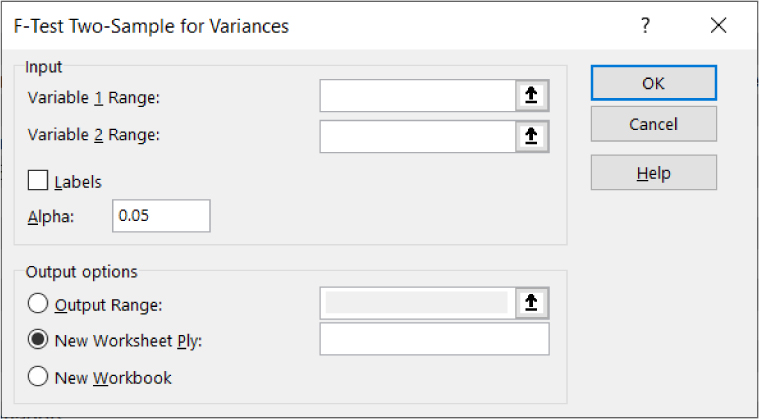 F-Test Two-Sample for Variances
?
Input
Variable 1 Range:
Variable 2 Range:
Labels
Alpha:
0.05
OK
Cancel
Help
Output options
Output Range:
New Worksheet Ply:
New Workbook